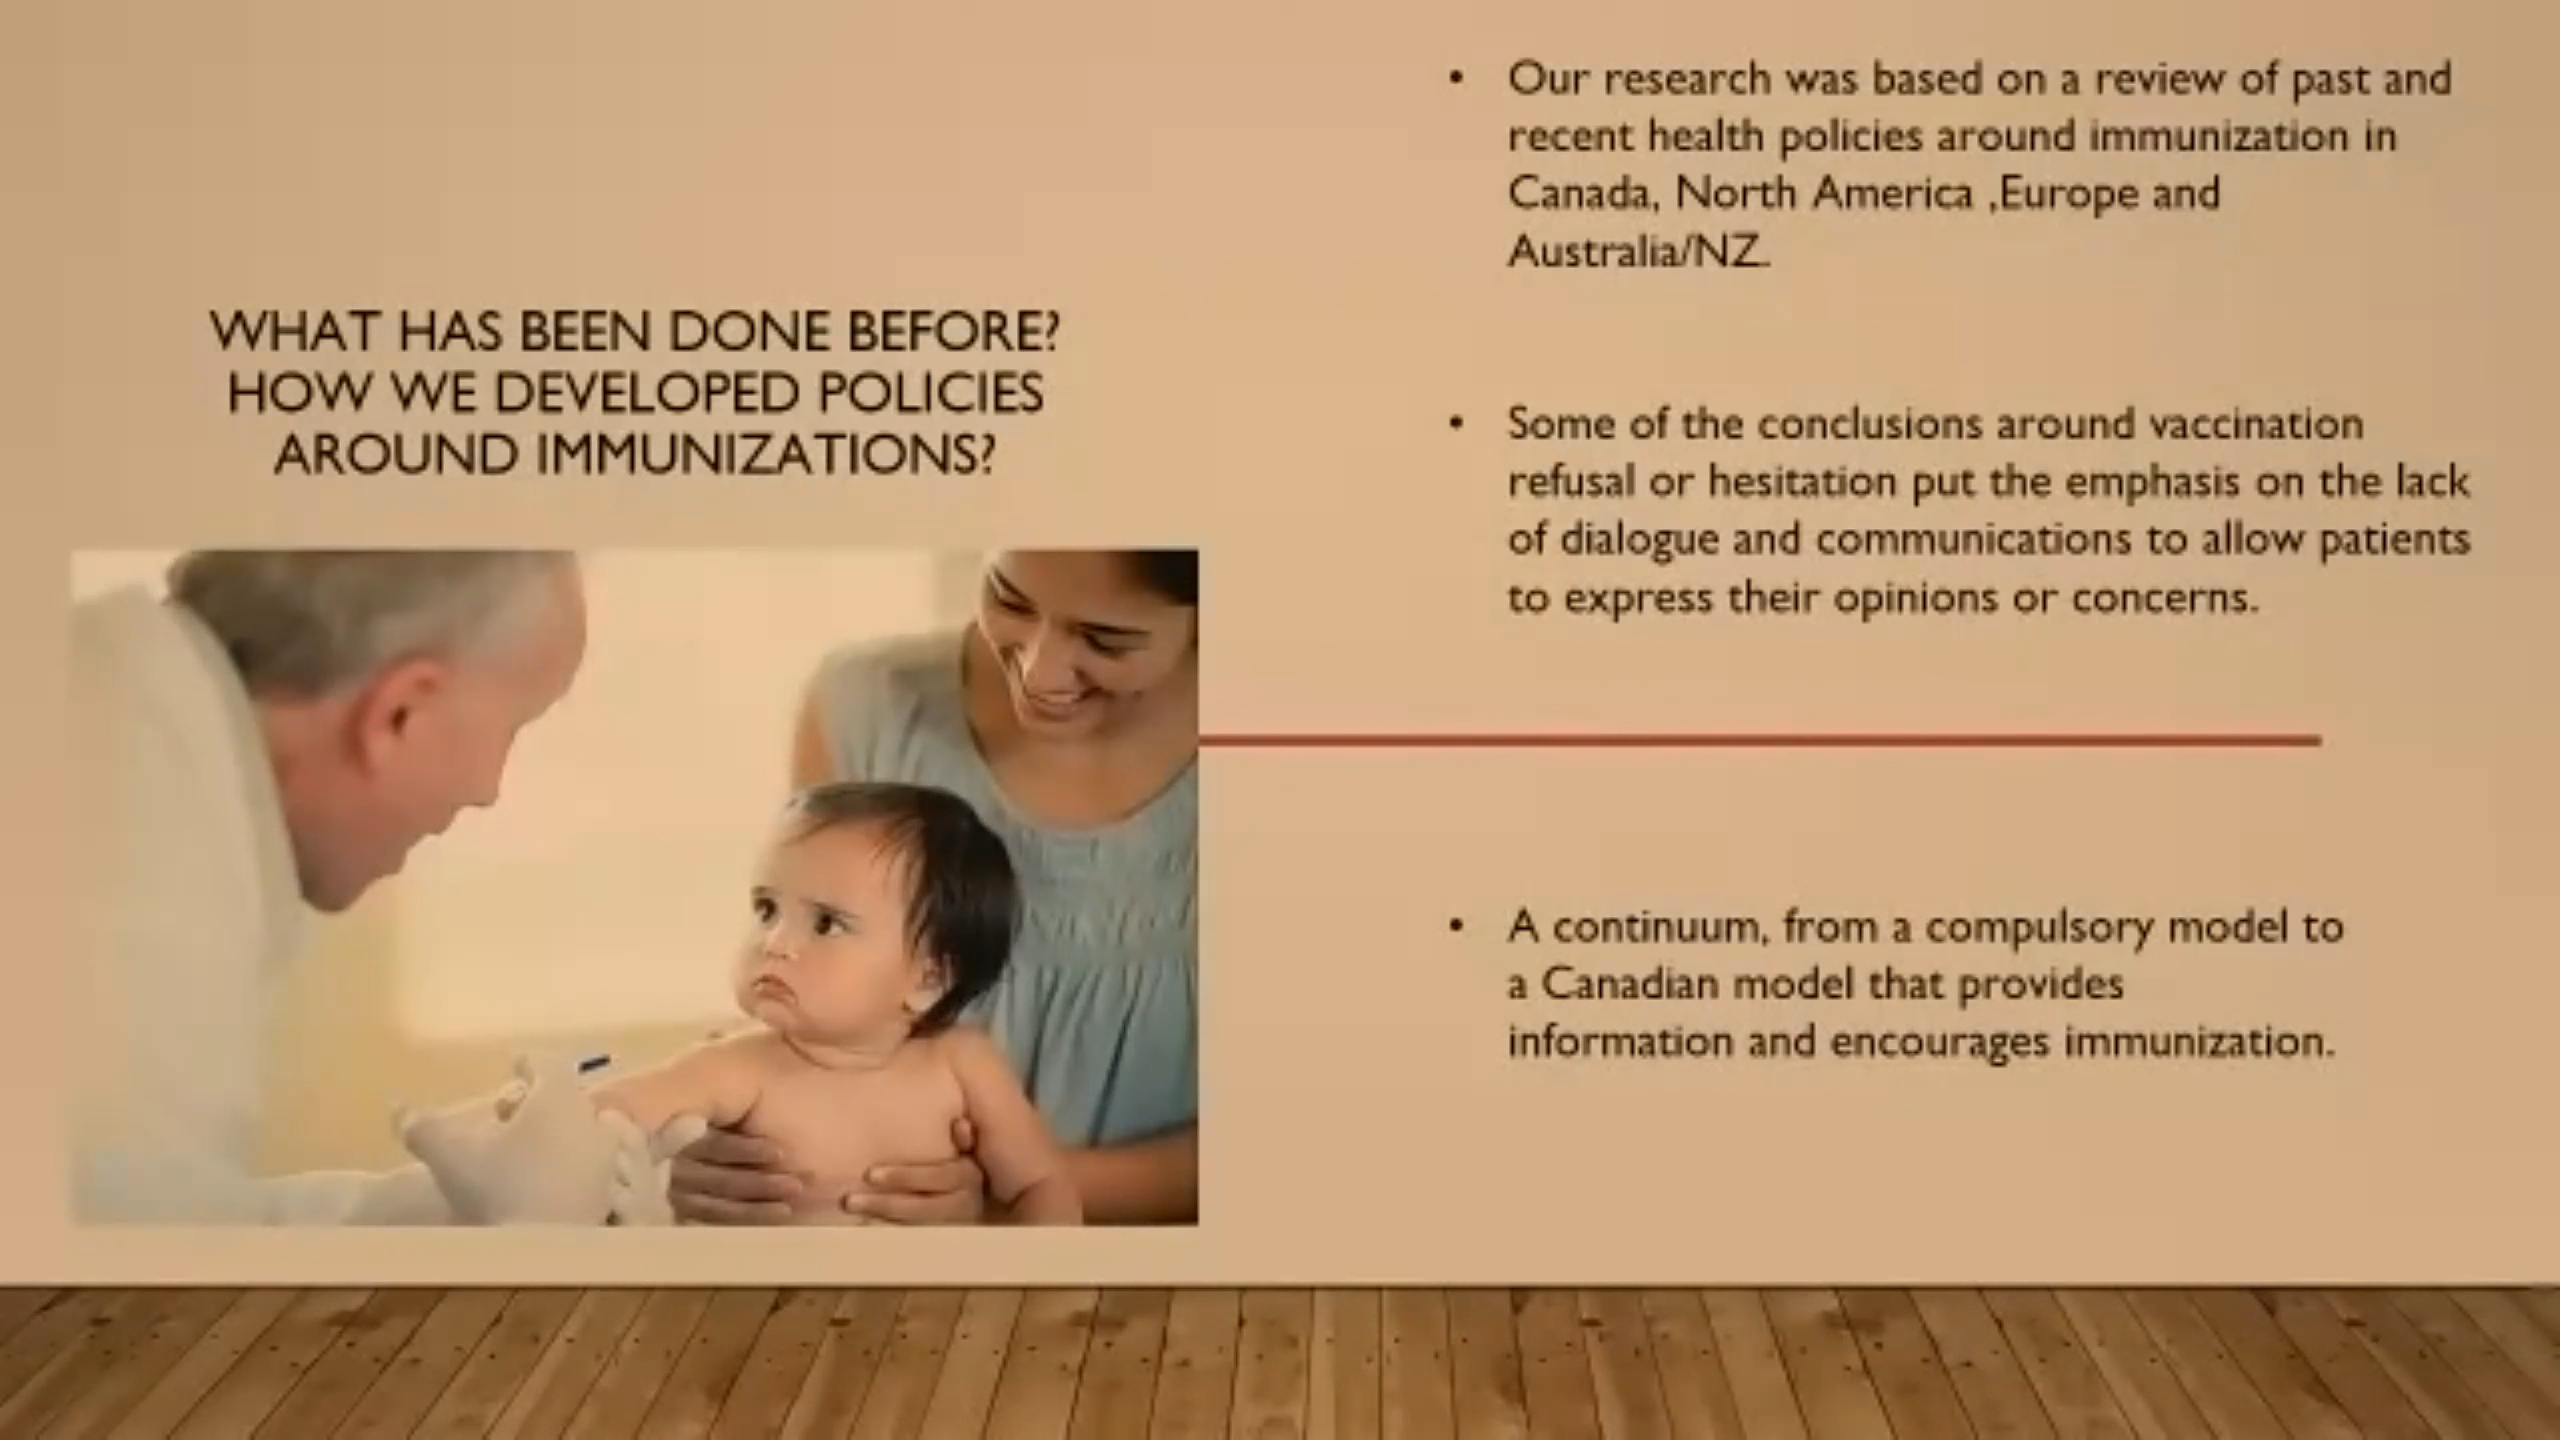 WHAT HAS BEEN DONE BEFORE?
HOW WE DEVELOPED POLICIES
AROUND IMMUNIZATIONS?
• Our research was based on a review of past and
recent health policies around immunization in
Canada, North America ,Europe and
Australia/NZ.
• Some of the conclusions around vaccination
refusal or hesitation put the emphasis on the lack
of dialogue and communications to allow patients
to express their opinions or concerns.
• A continuum, from a compulsory model to
a Canadian model that provides
information and encourages immunization.